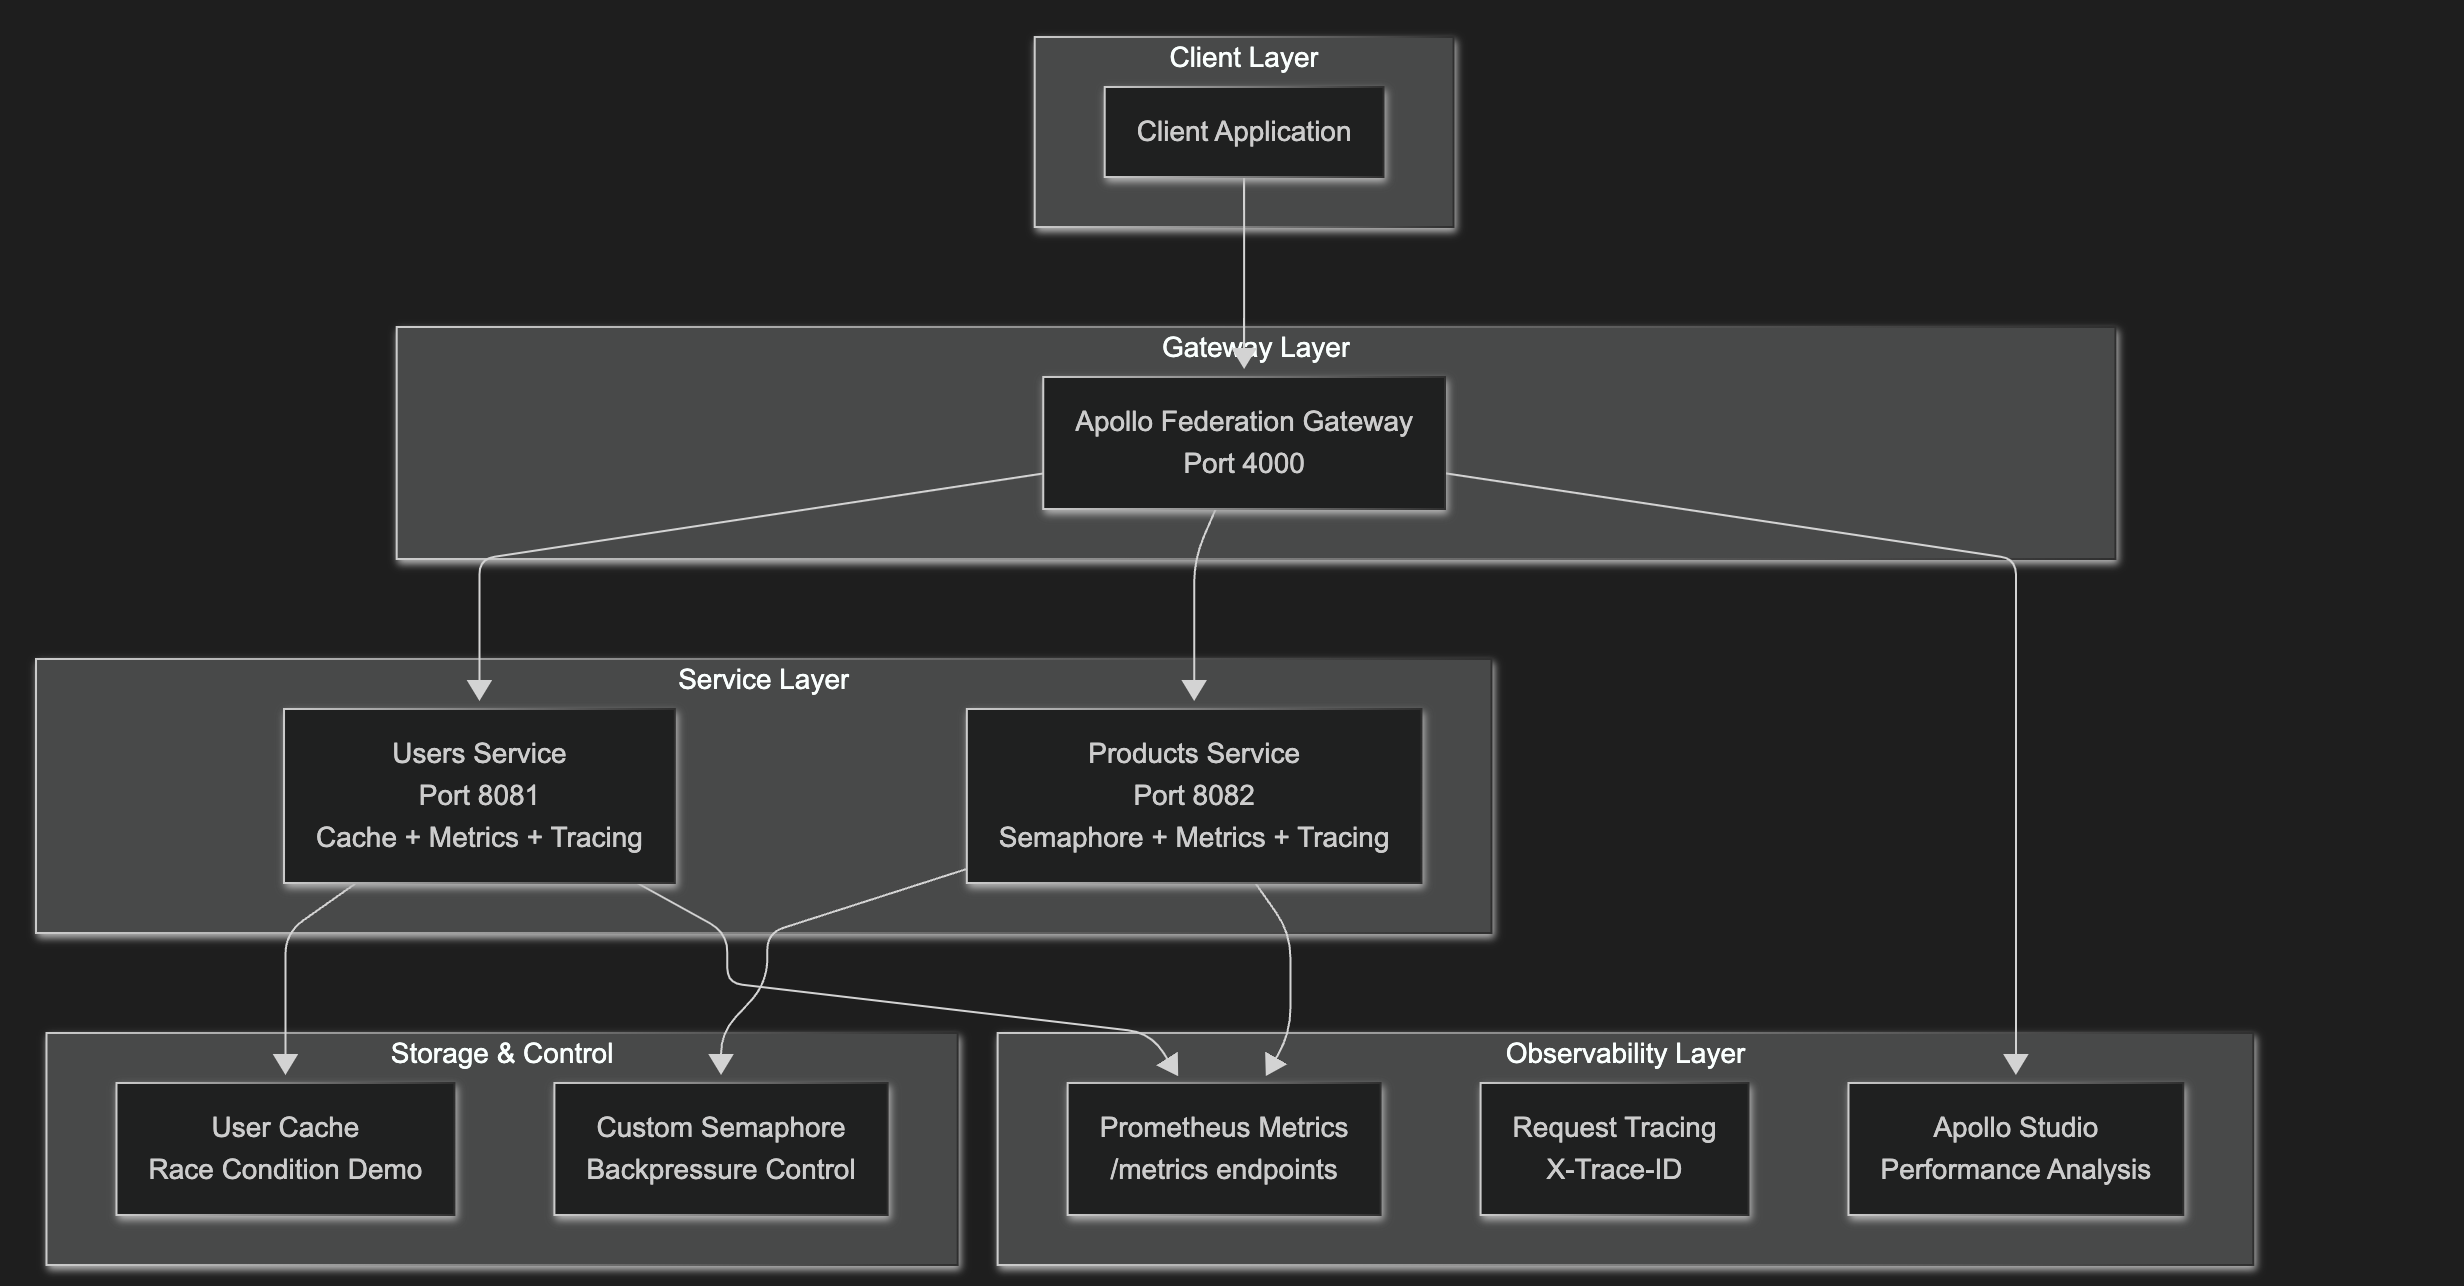 Client Layer
Client Application
Gateway Layer
Apollo Federation Gateway
Port 4000
Service Layer
Users Service
Port 8081
Cache + Metrics + Tracing
Products Service
Port 8082
Semaphore + Metrics + Tracing
Storage & Control
User Cache
Race Condition Demo
Custom Semaphore
Backpressure Control
Observability Layer
Prometheus Metrics
/metrics endpoints
Request Tracing
X-Trace-ID
Apollo Studio
Performance Analysis